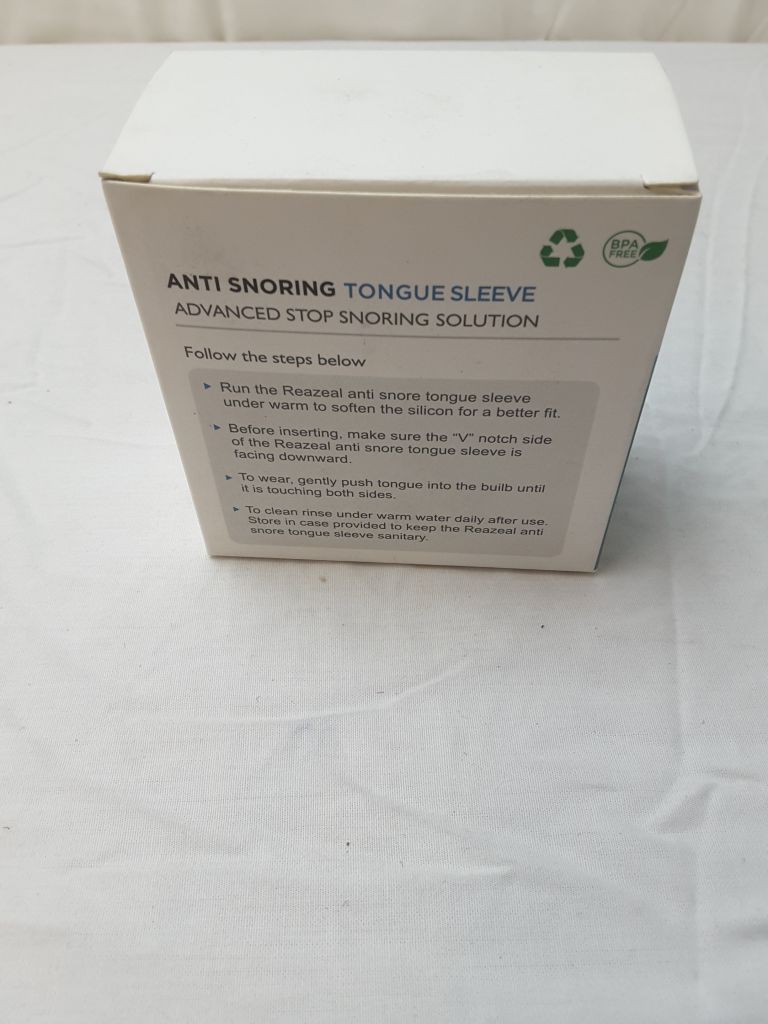 BPA
FREE
ANTI SNORING TONGUE SLEEVE
ADVANCED STOP SNORING SOLUTION
Follow the steps below
Run the Reazeal anti snore tongue sleeve
under warm to soften the silicon for a better fit.
Before inserting, make sure the "V" notch side
of the Reazeal anti snore tongue sleeve is
facing downward.
To wear, gently push tongue into the builb until
it is touching both sides.
To clean rinse under warm water daily after use.
Store in case provided to keep the Reazeal anti
snore tongue sleeve sanitary.